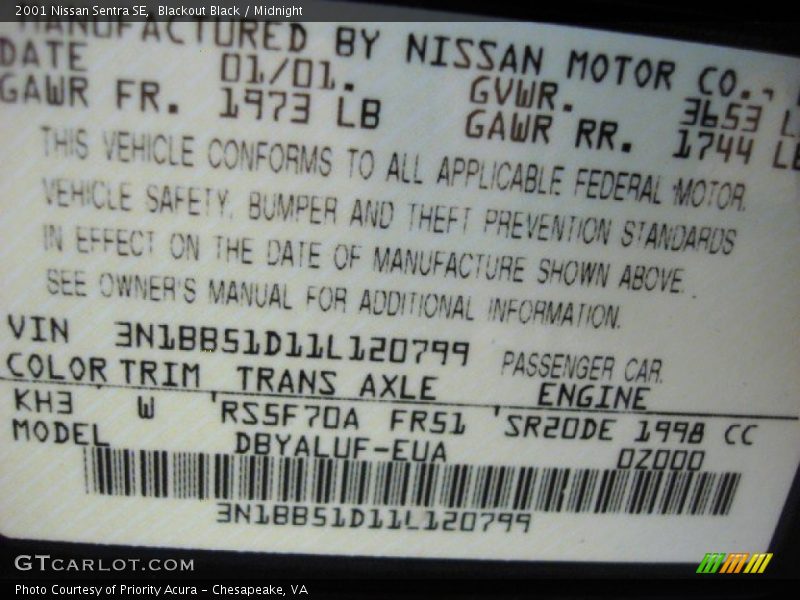 2001 Nissan Sentra SE, Blackout Black / Midnight
MANUFACTURED BY NISSAN MOTOR CO.,
DATE 01/01. GVWR. 3653 L
GAWR FR. 1973 LB GAWR RR. 1744 LB
THIS VEHICLE CONFORMS TO ALL APPLICABLE FEDERAL MOTOR
VEHICLE SAFETY, BUMPER AND THEFT PREVENTION STANDARDS
IN EFFECT ON THE DATE OF MANUFACTURE SHOWN ABOVE.
SEE OWNER'S MANUAL FOR ADDITIONAL INFORMATION.
VIN 3N1BB51D11L120799 PASSENGER CAR.
COLOR TRIM TRANS AXLE ENGINE
KH3 W 'RS5F70A FR51 'SR20DE 1998 CC
MODEL DBYALUF-EUA 0Z000
3N1BB51D11L120799
GTCARLOT.COM
Photo Courtesy of Priority Acura – Chesapeake, VA